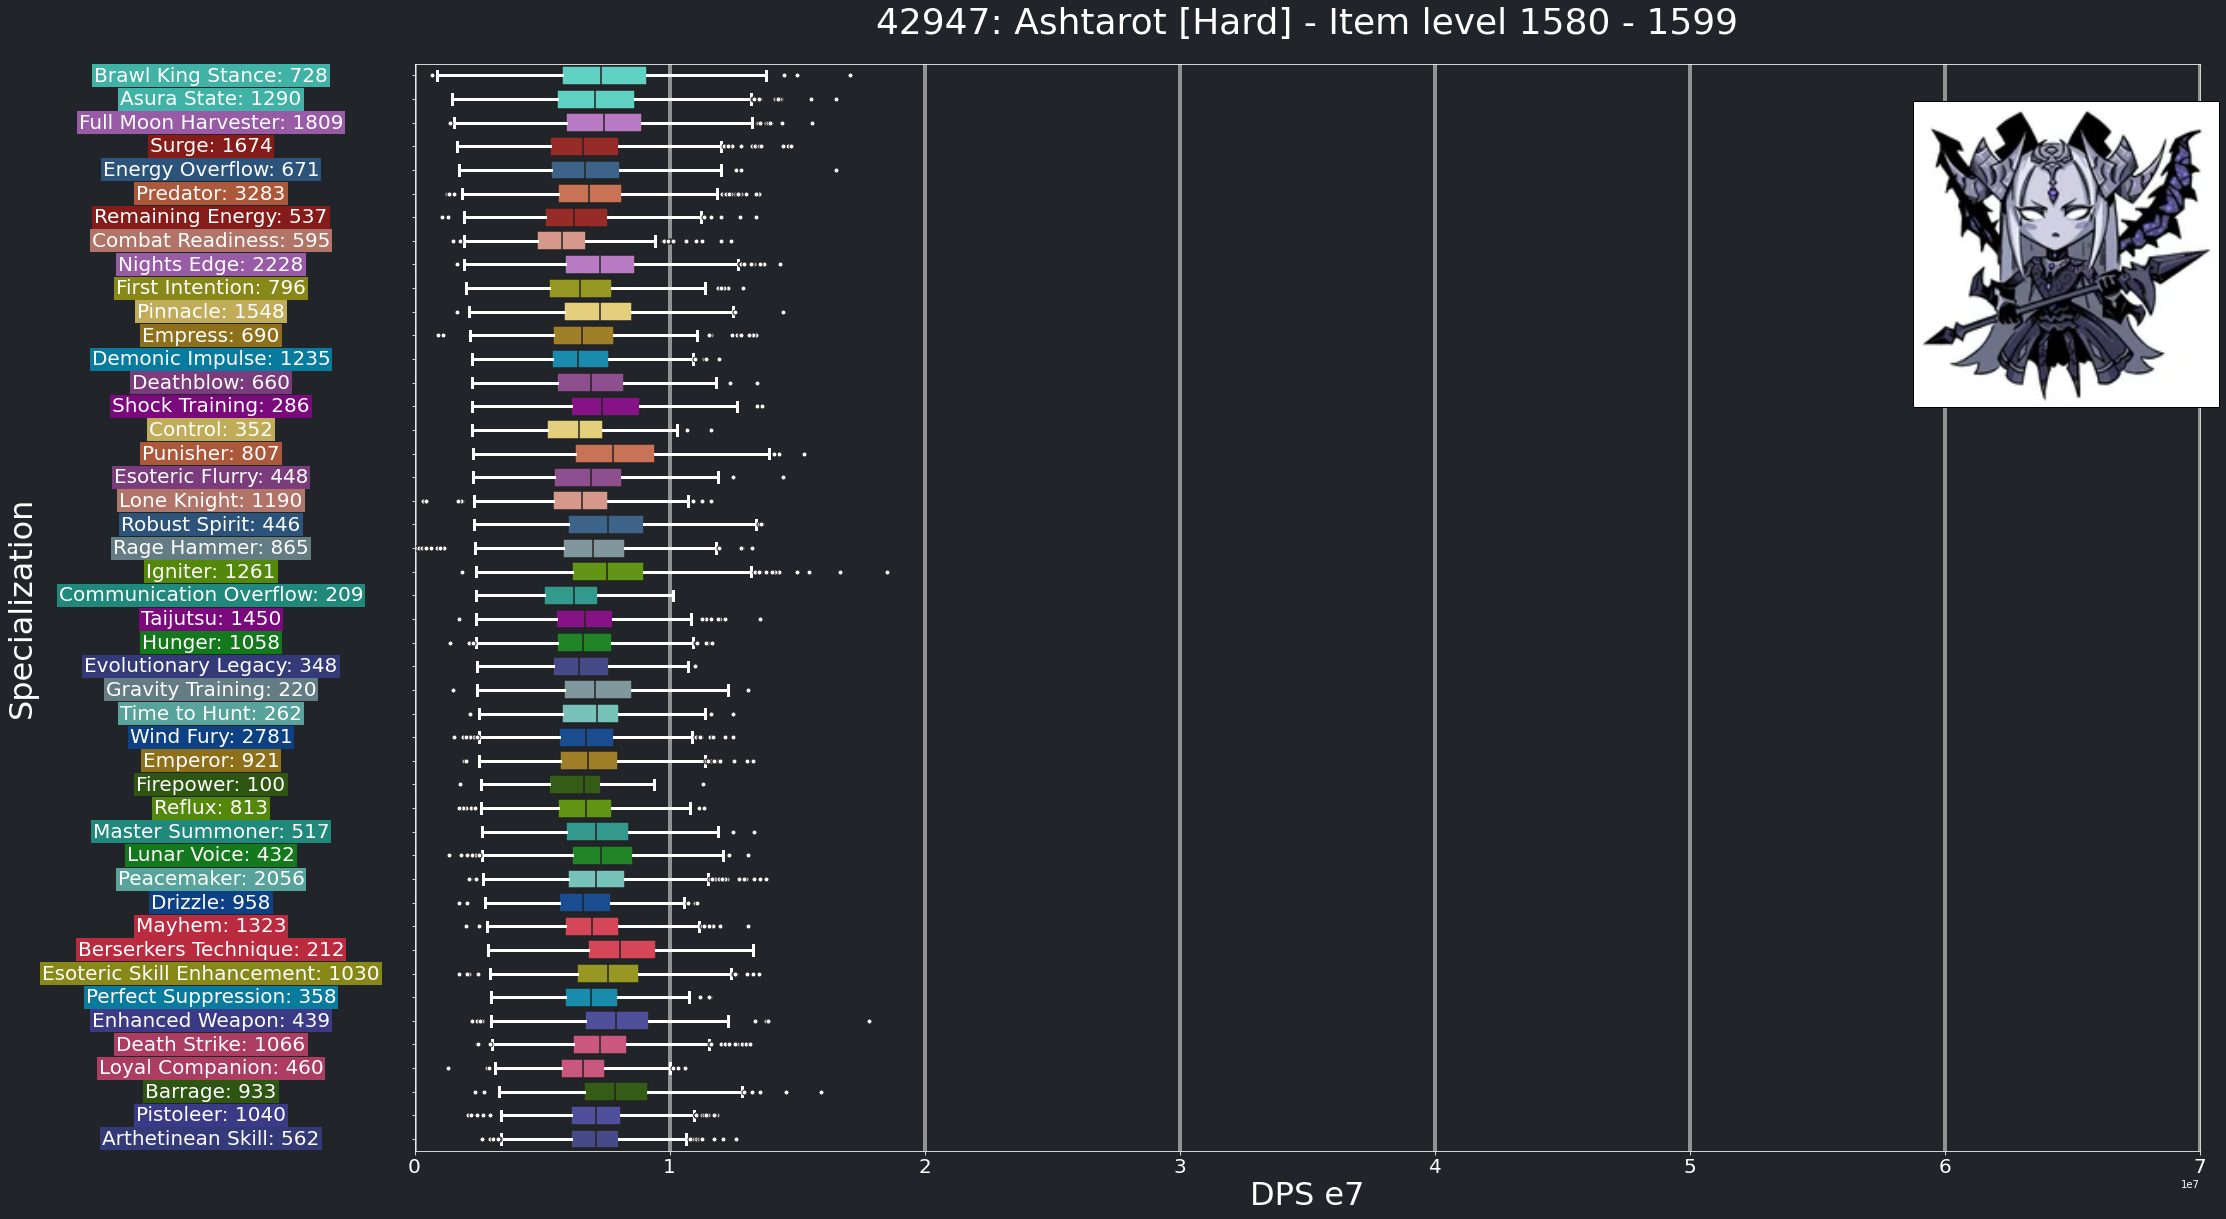 42947: Ashtarot [Hard] - Item level 1580 - 1599
Specialization
Brawl King Stance: 728
Asura State: 1290
Full Moon Harvester: 1809
Surge: 1674
Energy Overflow: 671
Predator: 3283
Remaining Energy: 537
Combat Readiness: 595
Nights Edge: 2228
First Intention: 796
Pinnacle: 1548
Empress: 690
Demonic Impulse: 1235
Deathblow: 660
Shock Training: 286
Control: 352
Punisher: 807
Esoteric Flurry: 448
Lone Knight: 1190
Robust Spirit: 446
Rage Hammer: 865
Igniter: 1261
Communication Overflow: 209
Taijutsu: 1450
Hunger: 1058
Evolutionary Legacy: 348
Gravity Training: 220
Time to Hunt: 262
Wind Fury: 2781
Emperor: 921
Firepower: 100
Reflux: 813
Master Summoner: 517
Lunar Voice: 432
Peacemaker: 2056
Drizzle: 958
Mayhem: 1323
Berserkers Technique: 212
Esoteric Skill Enhancement: 1030
Perfect Suppression: 358
Enhanced Weapon: 439
Death Strike: 1066
Loyal Companion: 460
Barrage: 933
Pistoleer: 1040
Arthetinean Skill: 562
0 1 2 3 4 5 6 7
1e7
DPS e7